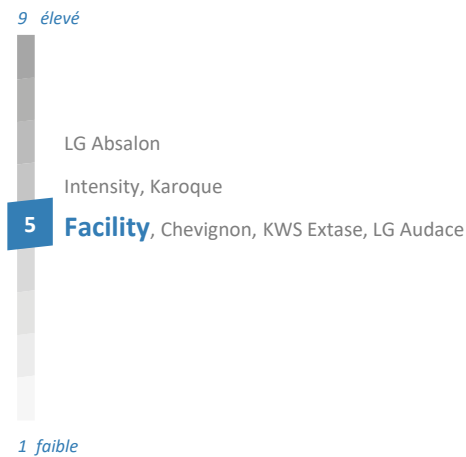 9 élevé
LG Absalon
Intensity, Karoque
5 Facility, Chevignon, KWS Extase, LG Audace
1 faible